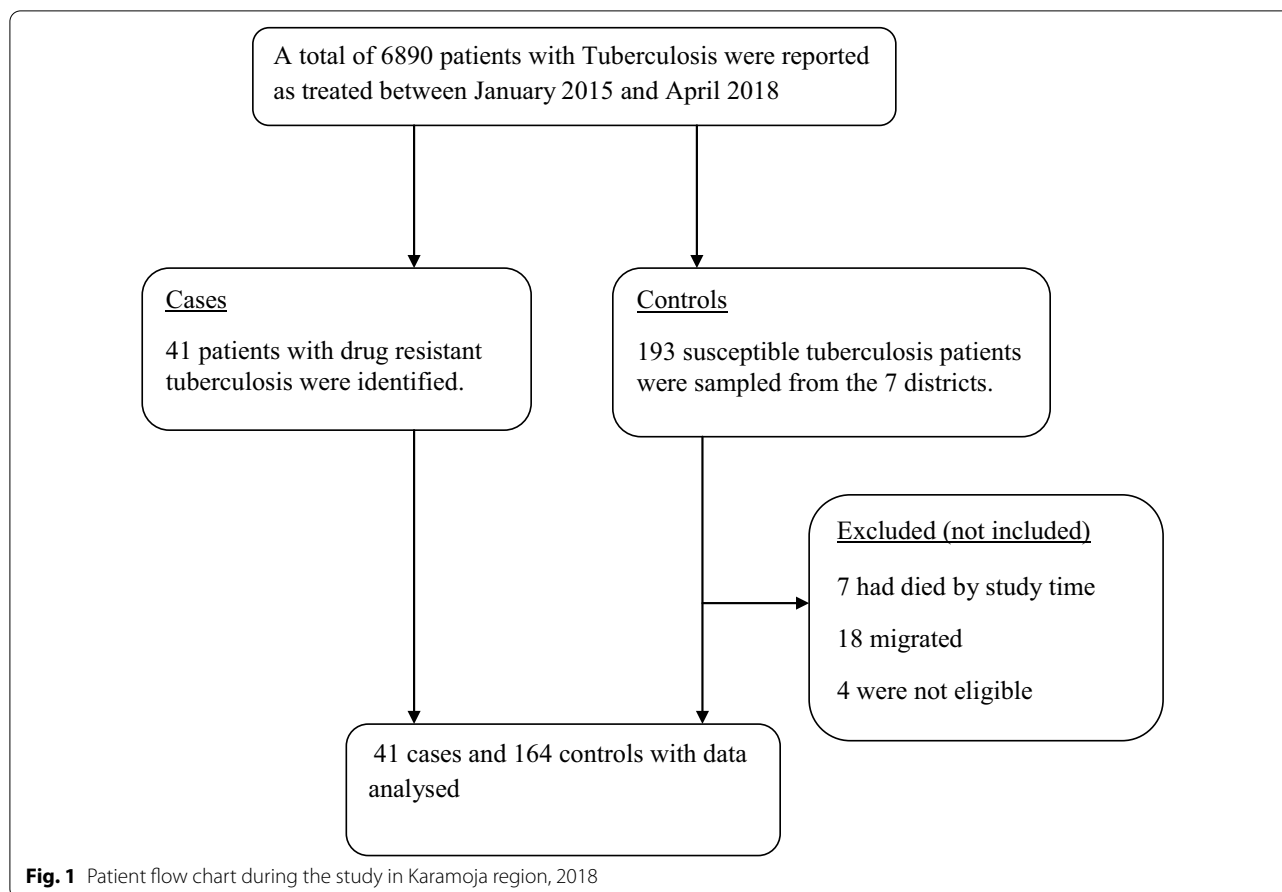 A total of 6890 patients with Tuberculosis were reported
as treated between January 2015 and April 2018
Cases
41 patients with drug resistant
tuberculosis were identified.
Controls
193 susceptible tuberculosis patients
were sampled from the 7 districts.
Excluded (not included)
7 had died by study time
18 migrated
4 were not eligible
41 cases and 164 controls with data
analysed
Fig. 1 Patient flow chart during the study in Karamoja region, 2018